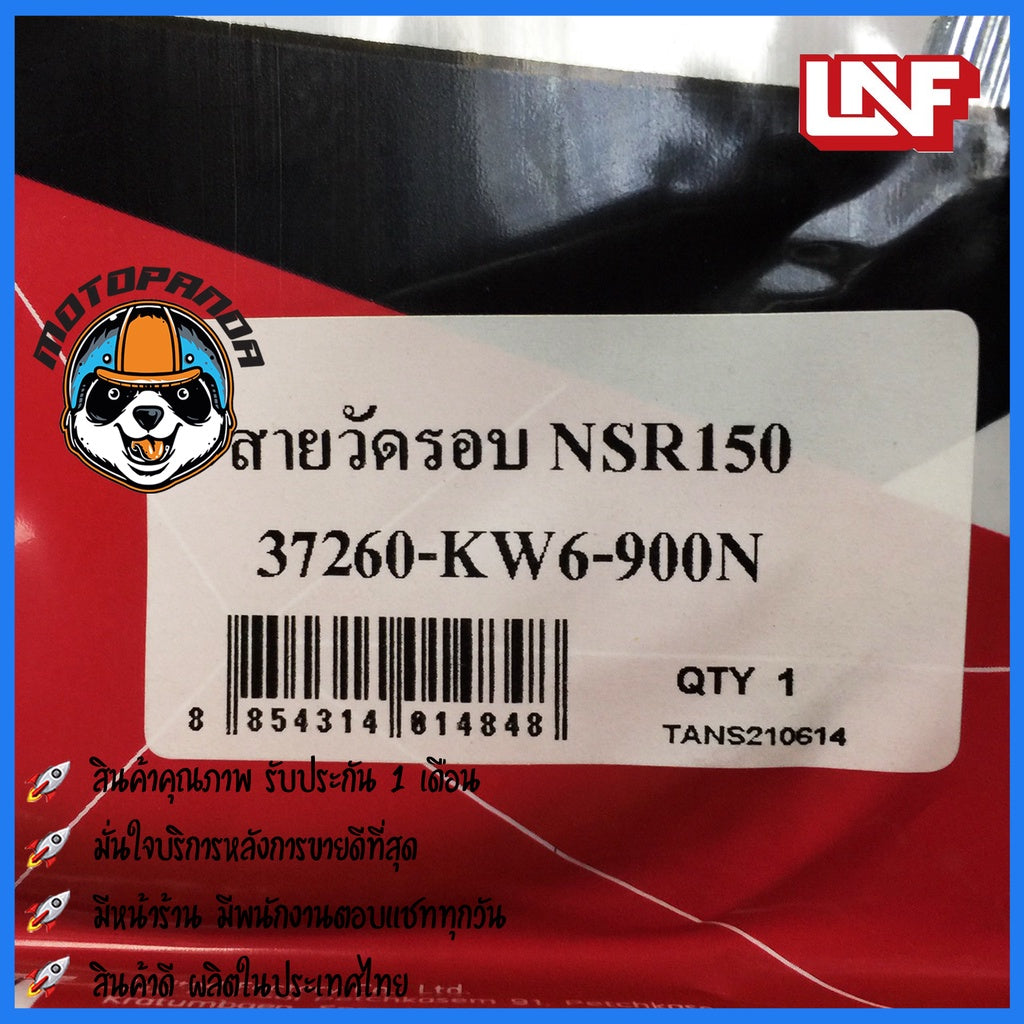 UNF
MOTOPANDA
สายวัดรอบ NSR150
37260-KW6-900N
8 854314 014848
QTY 1
TANS210614
สินค้าคุณภาพ รับประกัน 1 เดือน
มั่นใจบริการหลังการขายดีที่สุด
มีหน้าร้าน มีพนักงานตอบแชททุกวัน
สินค้าดี ผลิตในประเทศไทย
Ltd.
91, Petchkase